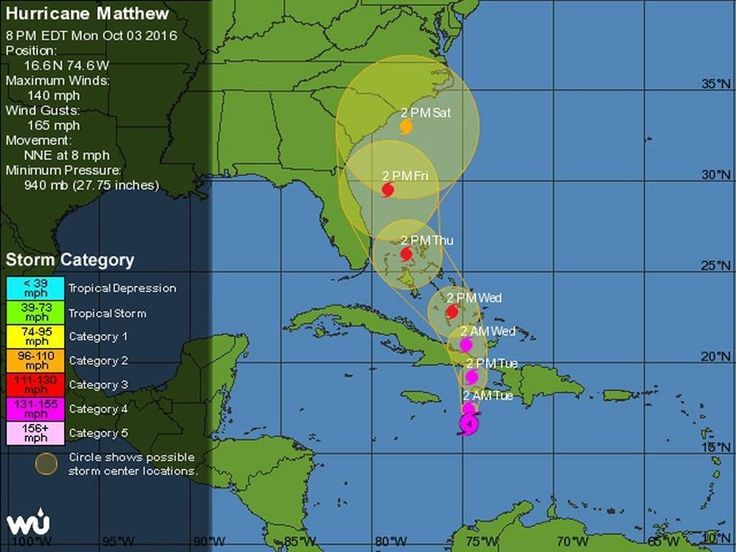 Hurricane Matthew
8 PM EDT Mon Oct 03 2016
Position:
16.6 N 74.6 W
Maximum Winds:
140 mph
Wind Gusts:
165 mph
Movement:
NNE at 8 mph
Minimum Pressure:
940 mb (27.75 inches)
Storm Category
< 39 mph Tropical Depression
39-73 mph Tropical Storm
74-95 mph Category 1
96-110 mph Category 2
111-130 mph Category 3
131-155 mph Category 4
156+ mph Category 5
Circle shows possible
storm center locations.
wu
2 PM Sat
2 PM Fri
2 PM Thu
2 PM Wed
2 AM Wed
2 PM Tue
2 AM Tue
4
35°N
30°N
25°N
20°N
15°N
10°N
100°W 95°W 90°W 85°W 80°W 75°W 70°W 65°W